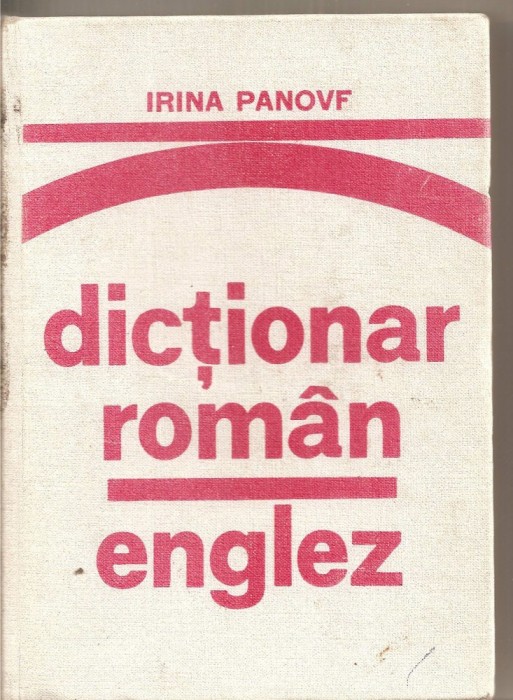 IRINA PANOVF
dicționar
român
englez